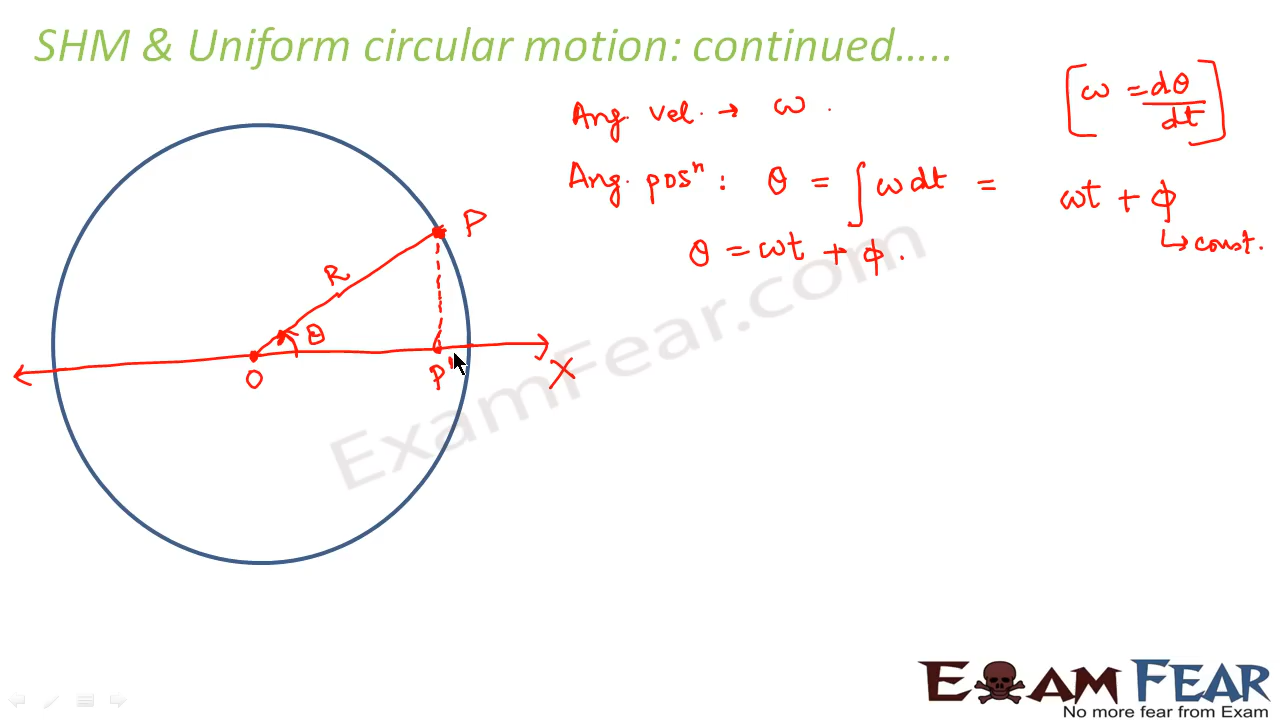 SHM & Uniform circular motion: continued…..
Ang. vel. → ω .
[ω = dθ/dt]
Ang. posⁿ : θ = ∫ω dt = ωt + ϕ
↳ const.
θ = ωt + ϕ.
P
R
θ
O
P'
X
ExamFear.com
EXAM FEAR
No more fear from Exam